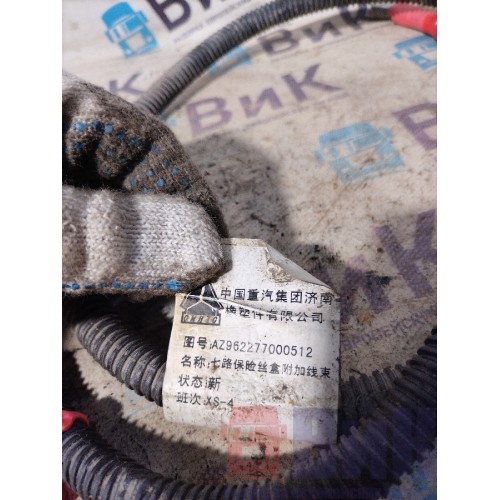 ВиК
ВиК
中国重汽集团济南
橡塑件有限公司
图号:AZ962277000512
名称:七路保险丝盒附加线束
状态:新
班次:XS-4
ВиК